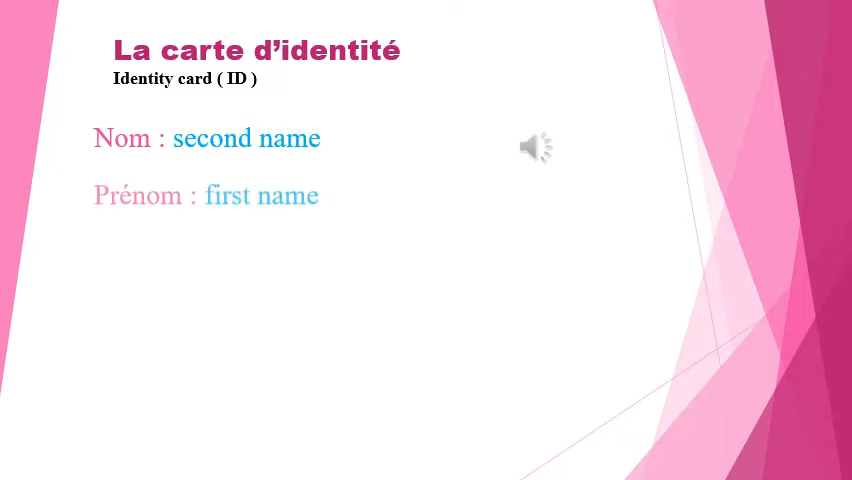 La carte d’identité
Identity card ( ID )
Nom : second name
Prénom : first name